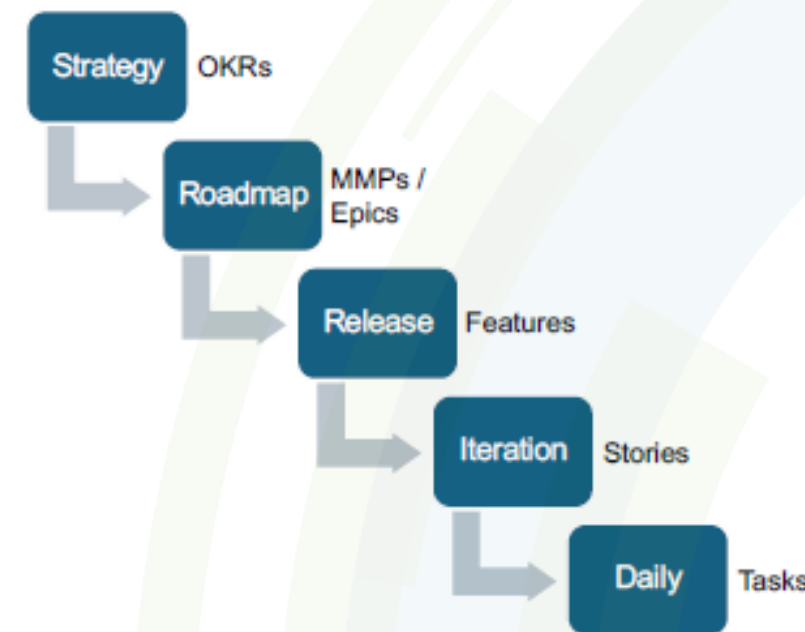 Strategy OKRs
Roadmap MMPs /
Epics
Release Features
Iteration Stories
Daily Tasks